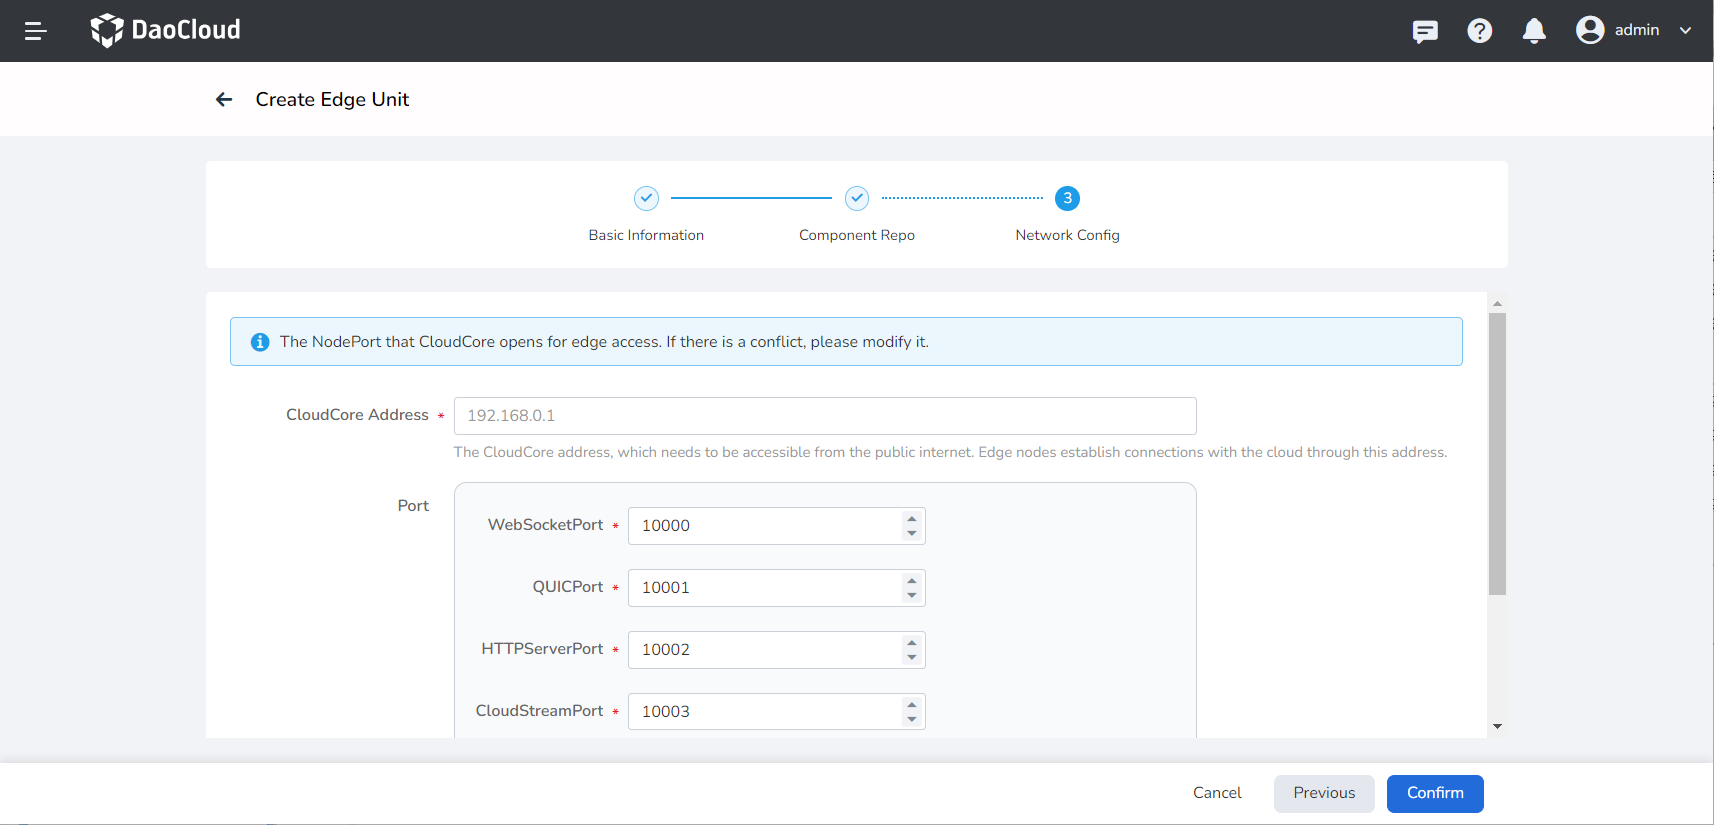 DaoCloud
admin
Create Edge Unit
3
Basic Information
Component Repo
Network Config
The NodePort that CloudCore opens for edge access. If there is a conflict, please modify it.
CloudCore Address *
192.168.0.1
The CloudCore address, which needs to be accessible from the public internet. Edge nodes establish connections with the cloud through this address.
Port
WebSocketPort * 10000
QUICPort * 10001
HTTPServerPort * 10002
CloudStreamPort * 10003
Cancel
Previous
Confirm